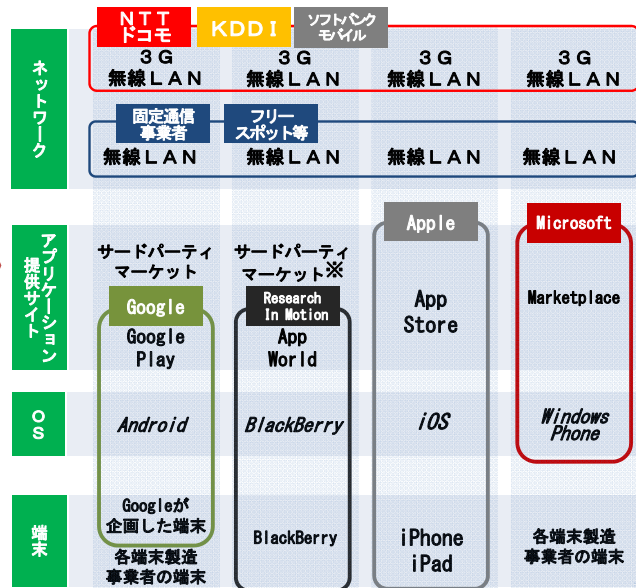 ネットワーク
NTT
ドコモ
KDDI
ソフトバンク
モバイル
3G
無線LAN
3G
無線LAN
3G
無線LAN
3G
無線LAN
固定通信
事業者
フリー
スポット等
無線LAN
無線LAN
無線LAN
無線LAN
アプリケーション
提供サイト
サードパーティ
マーケット
Google
Google
Play
サードパーティ
マーケット※
Research
In Motion
App
World
Apple
App
Store
Microsoft
Marketplace
OS
Android
BlackBerry
iOS
Windows
Phone
端末
Googleが
企画した端末
各端末製造
事業者の端末
BlackBerry
iPhone
iPad
各端末製造
事業者の端末